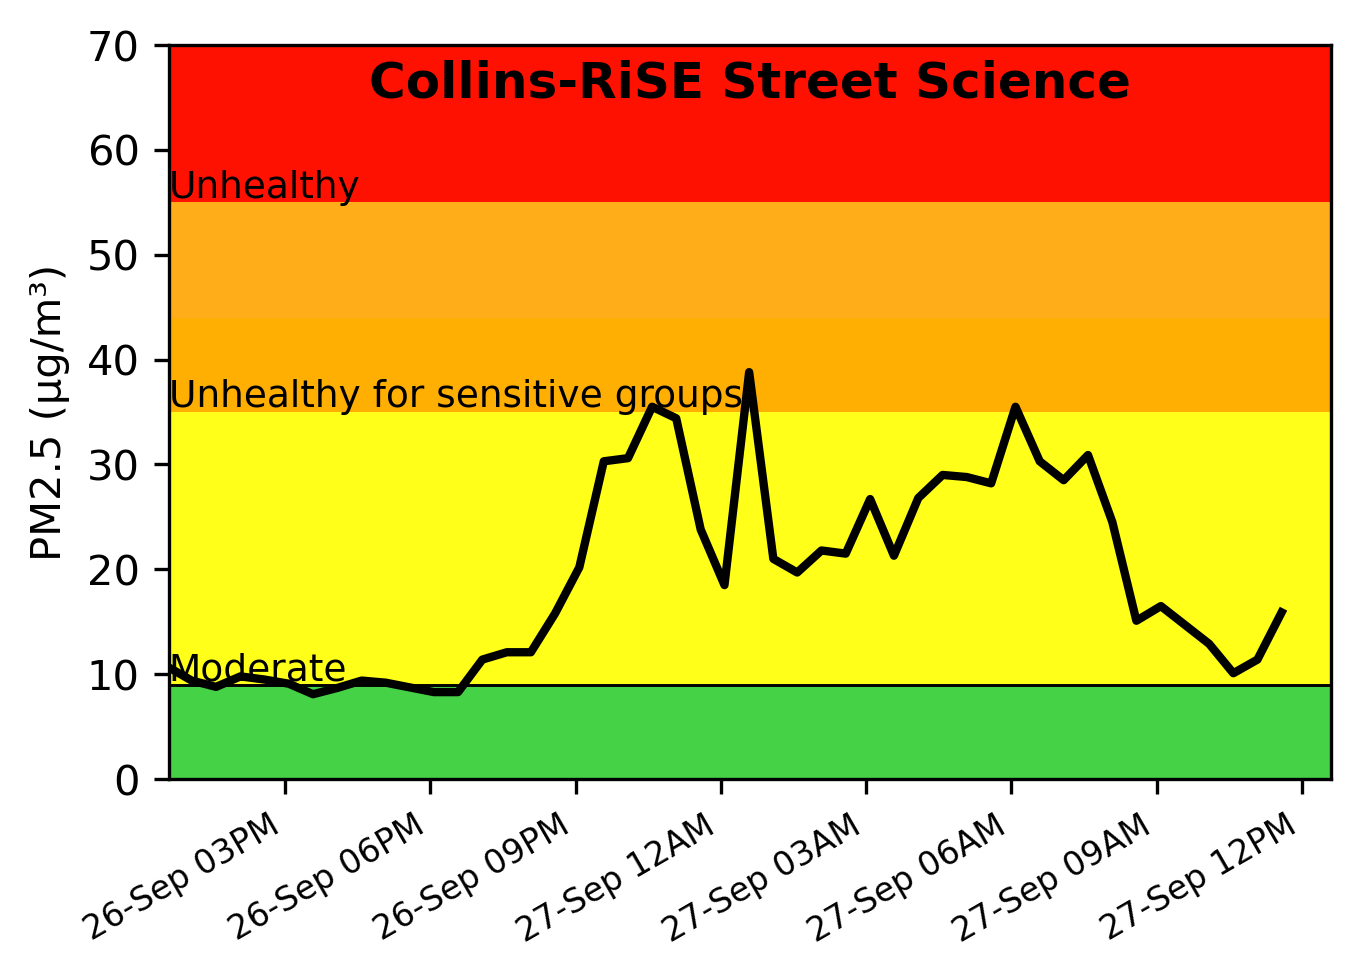 Collins-RiSE Street Science
70
60
50
40
30
20
10
0
PM2.5 (µg/m³)
Unhealthy
Unhealthy for sensitive groups
Moderate
26-Sep 03PM
26-Sep 06PM
26-Sep 09PM
27-Sep 12AM
27-Sep 03AM
27-Sep 06AM
27-Sep 09AM
27-Sep 12PM